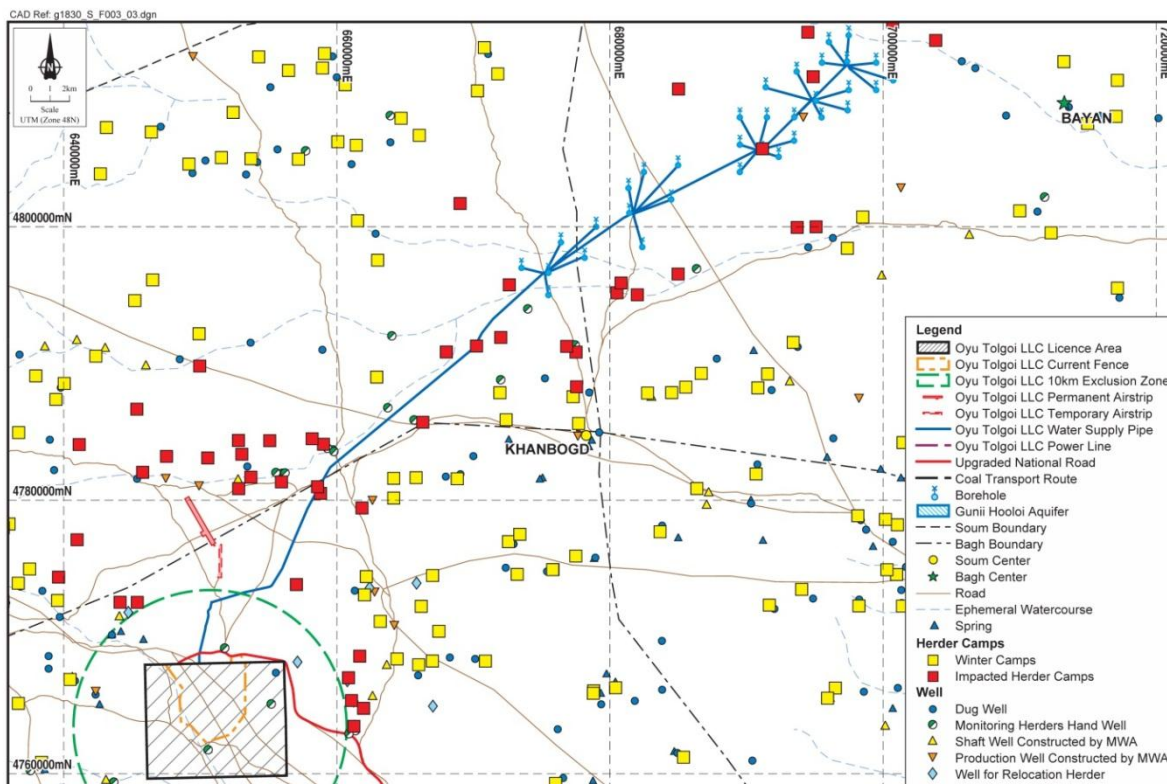 CAD Ref: g1830_S_F003_03.dgn
N
0 2km
Scale
UTM (Zone 48N)
640000mE
660000mE
680000mE
700000mE
BAYAN
4800000mN
KHANBOGD
4780000mN
4760000mN
Legend
Oyu Tolgoi LLC Licence Area
Oyu Tolgoi LLC Current Fence
Oyu Tolgoi LLC 10km Exclusion Zone
Oyu Tolgoi LLC Permanent Airstrip
Oyu Tolgoi LLC Temporary Airstrip
Oyu Tolgoi LLC Water Supply Pipe
Oyu Tolgoi LLC Power Line
Upgraded National Road
Coal Transport Route
Borehole
Gunii Hooloi Aquifer
Soum Boundary
Bagh Boundary
Soum Center
Bagh Center
Road
Ephemeral Watercourse
Spring
Herder Camps
Winter Camps
Impacted Herder Camps
Well
Dug Well
Monitoring Herders Hand Well
Shaft Well Constructed by MWA
Production Well Constructed by MWA
Well for Relocation Herder